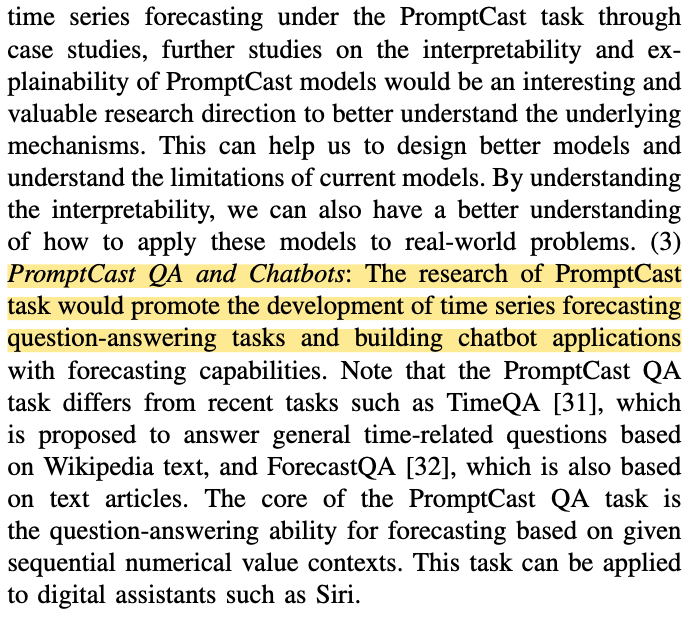 time series forecasting under the PromptCast task through
case studies, further studies on the interpretability and ex-
plainability of PromptCast models would be an interesting and
valuable research direction to better understand the underlying
mechanisms. This can help us to design better models and
understand the limitations of current models. By understanding
the interpretability, we can also have a better understanding
of how to apply these models to real-world problems. (3)
PromptCast QA and Chatbots: The research of PromptCast
task would promote the development of time series forecasting
question-answering tasks and building chatbot applications
with forecasting capabilities. Note that the PromptCast QA
task differs from recent tasks such as TimeQA [31], which
is proposed to answer general time-related questions based
on Wikipedia text, and ForecastQA [32], which is also based
on text articles. The core of the PromptCast QA task is
the question-answering ability for forecasting based on given
sequential numerical value contexts. This task can be applied
to digital assistants such as Siri.